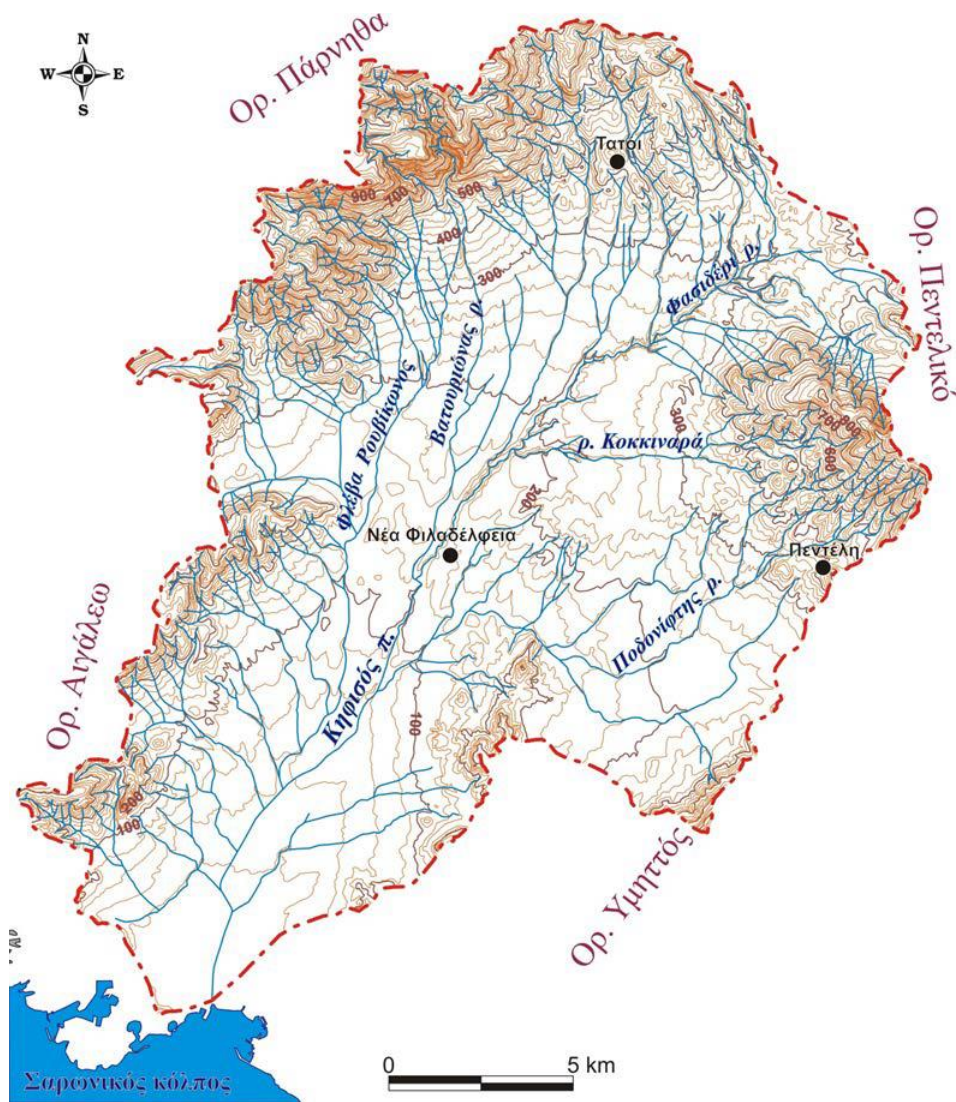 N
W E
S
Ορ. Πάρνηθα
Τατόι
900
700
500
400
300
Ορ. Πεντελικό
Φασιδέρι ρ.
Βατουριώνας ρ.
Φλέβα Ρουβίκωνος
300
ρ. Κοκκιναρά
700
800
600
200
Νέα Φιλαδέλφεια
Πεντέλη
Ποδονίφτης ρ.
Κηφισός π.
Ορ. Αιγάλεω
100
200
100
Ορ. Υμηττός
0 5 km
Σαρωνικός κόλπος